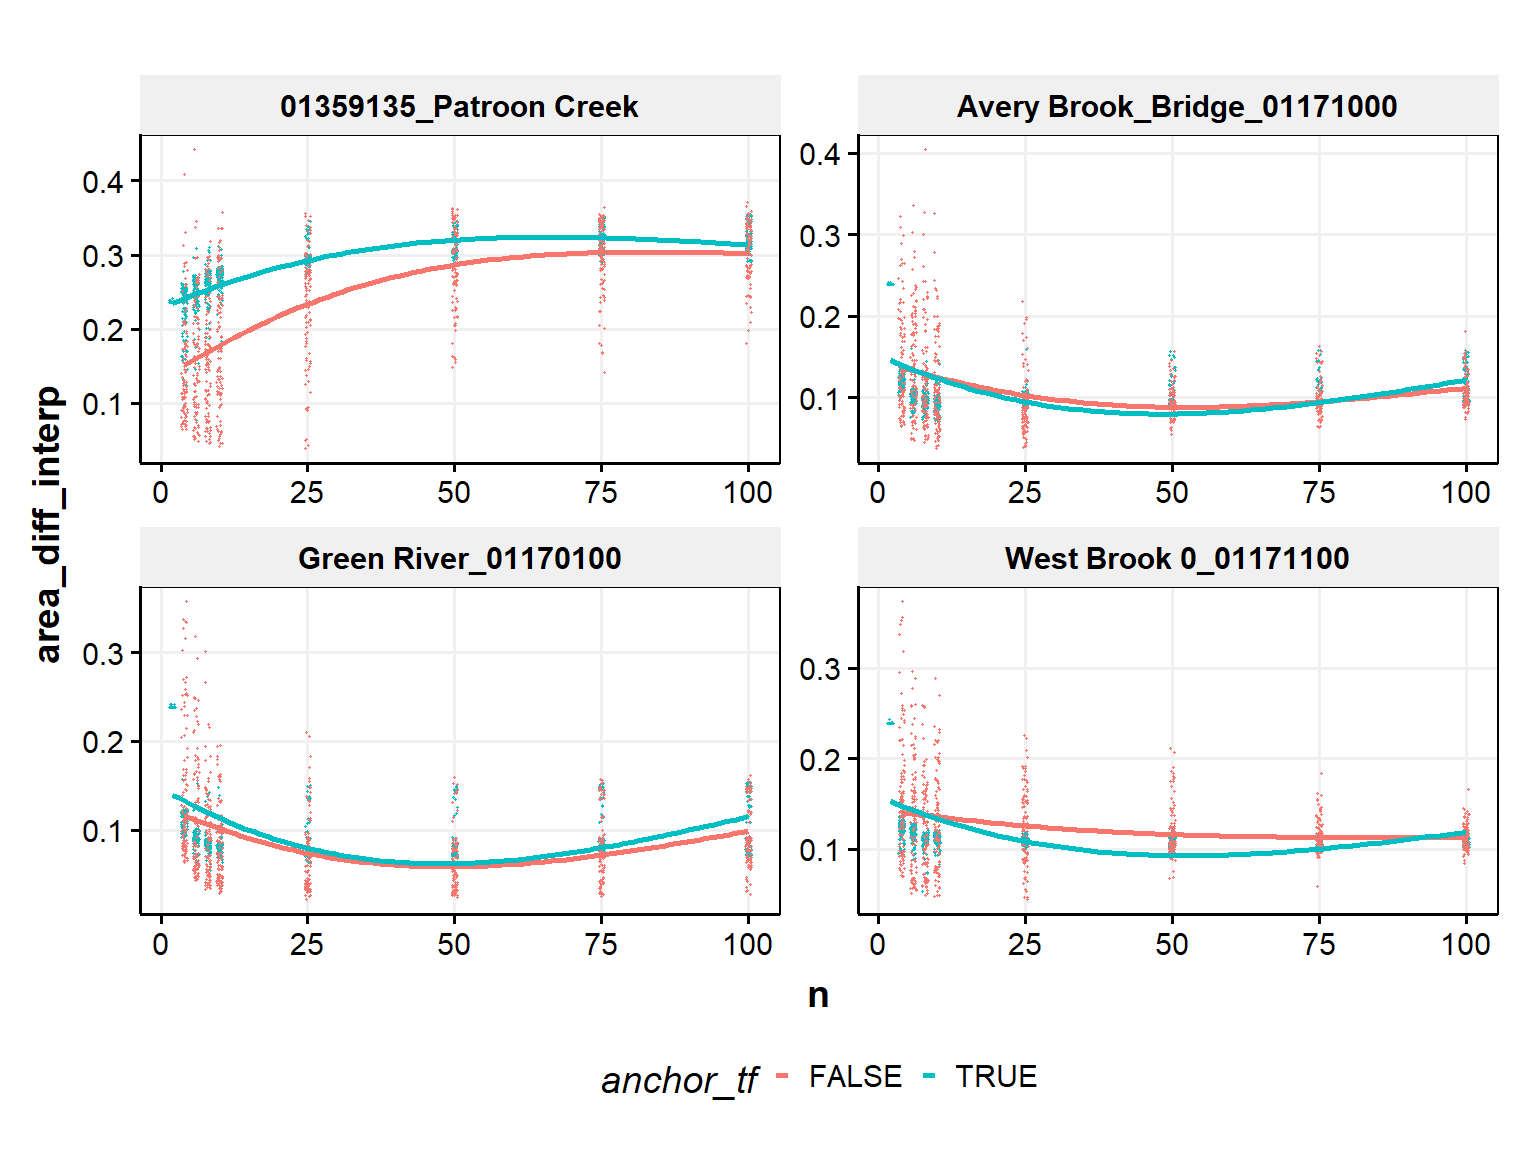 01359135_Patroon Creek
Avery Brook_Bridge_01171000
0.4
0.3
0.2
0.1
0 25 50 75 100
0.4
0.3
0.2
0.1
0 25 50 75 100
Green River_01170100
West Brook 0_01171100
0.3
0.2
0.1
0 25 50 75 100
0.3
0.2
0.1
0 25 50 75 100
area_diff_interp
n
anchor_tf FALSE TRUE